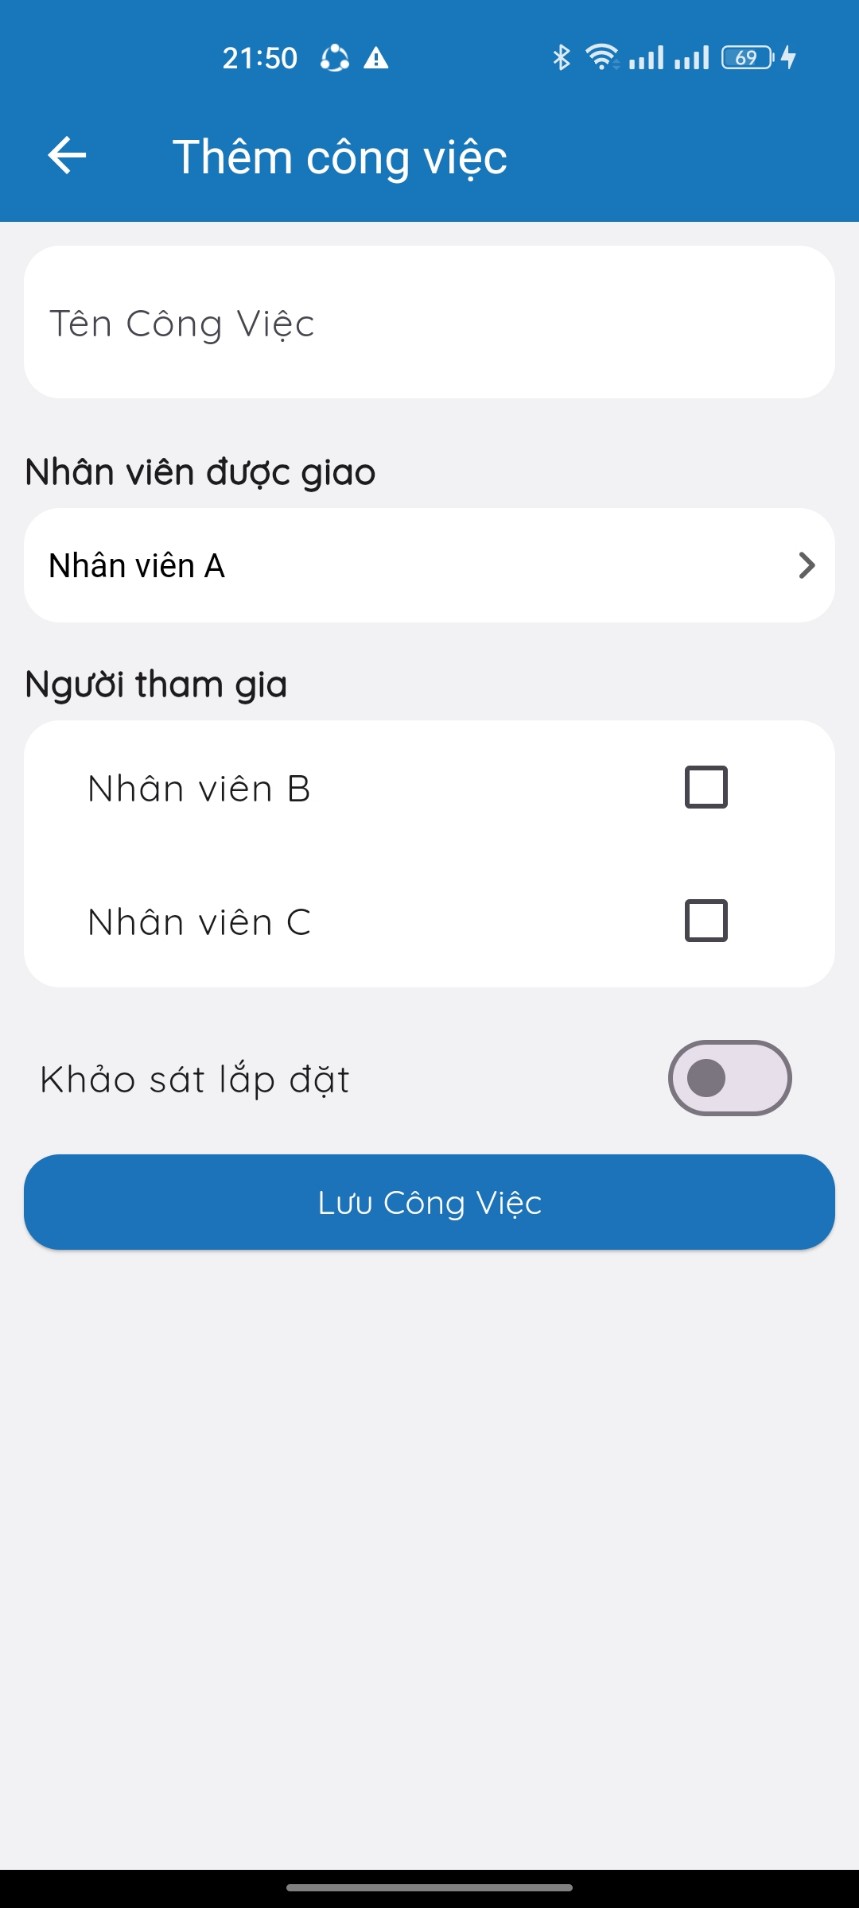 21:50
69
Thêm công việc
Tên Công Việc
Nhân viên được giao
Nhân viên A
Người tham gia
Nhân viên B
Nhân viên C
Khảo sát lắp đặt
Lưu Công Việc